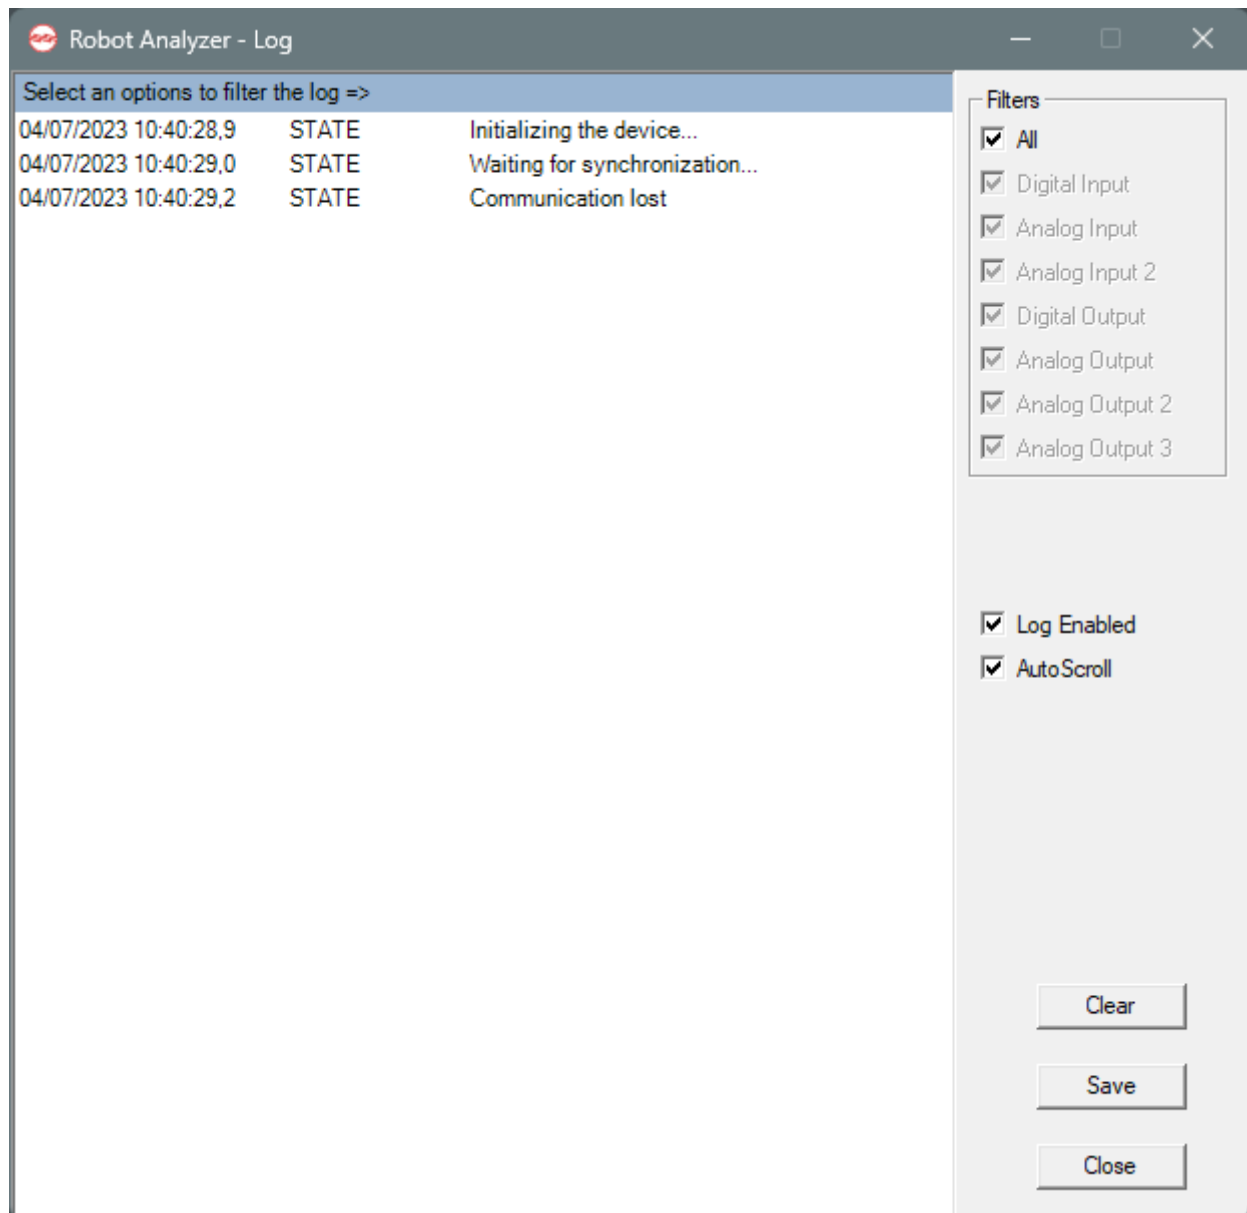 Robot Analyzer - Log
Select an options to filter the log =>
04/07/2023 10:40:28,9 STATE Initializing the device...
04/07/2023 10:40:29,0 STATE Waiting for synchronization...
04/07/2023 10:40:29,2 STATE Communication lost
Filters
All
Digital Input
Analog Input
Analog Input 2
Digital Output
Analog Output
Analog Output 2
Analog Output 3
Log Enabled
AutoScroll
Clear
Save
Close